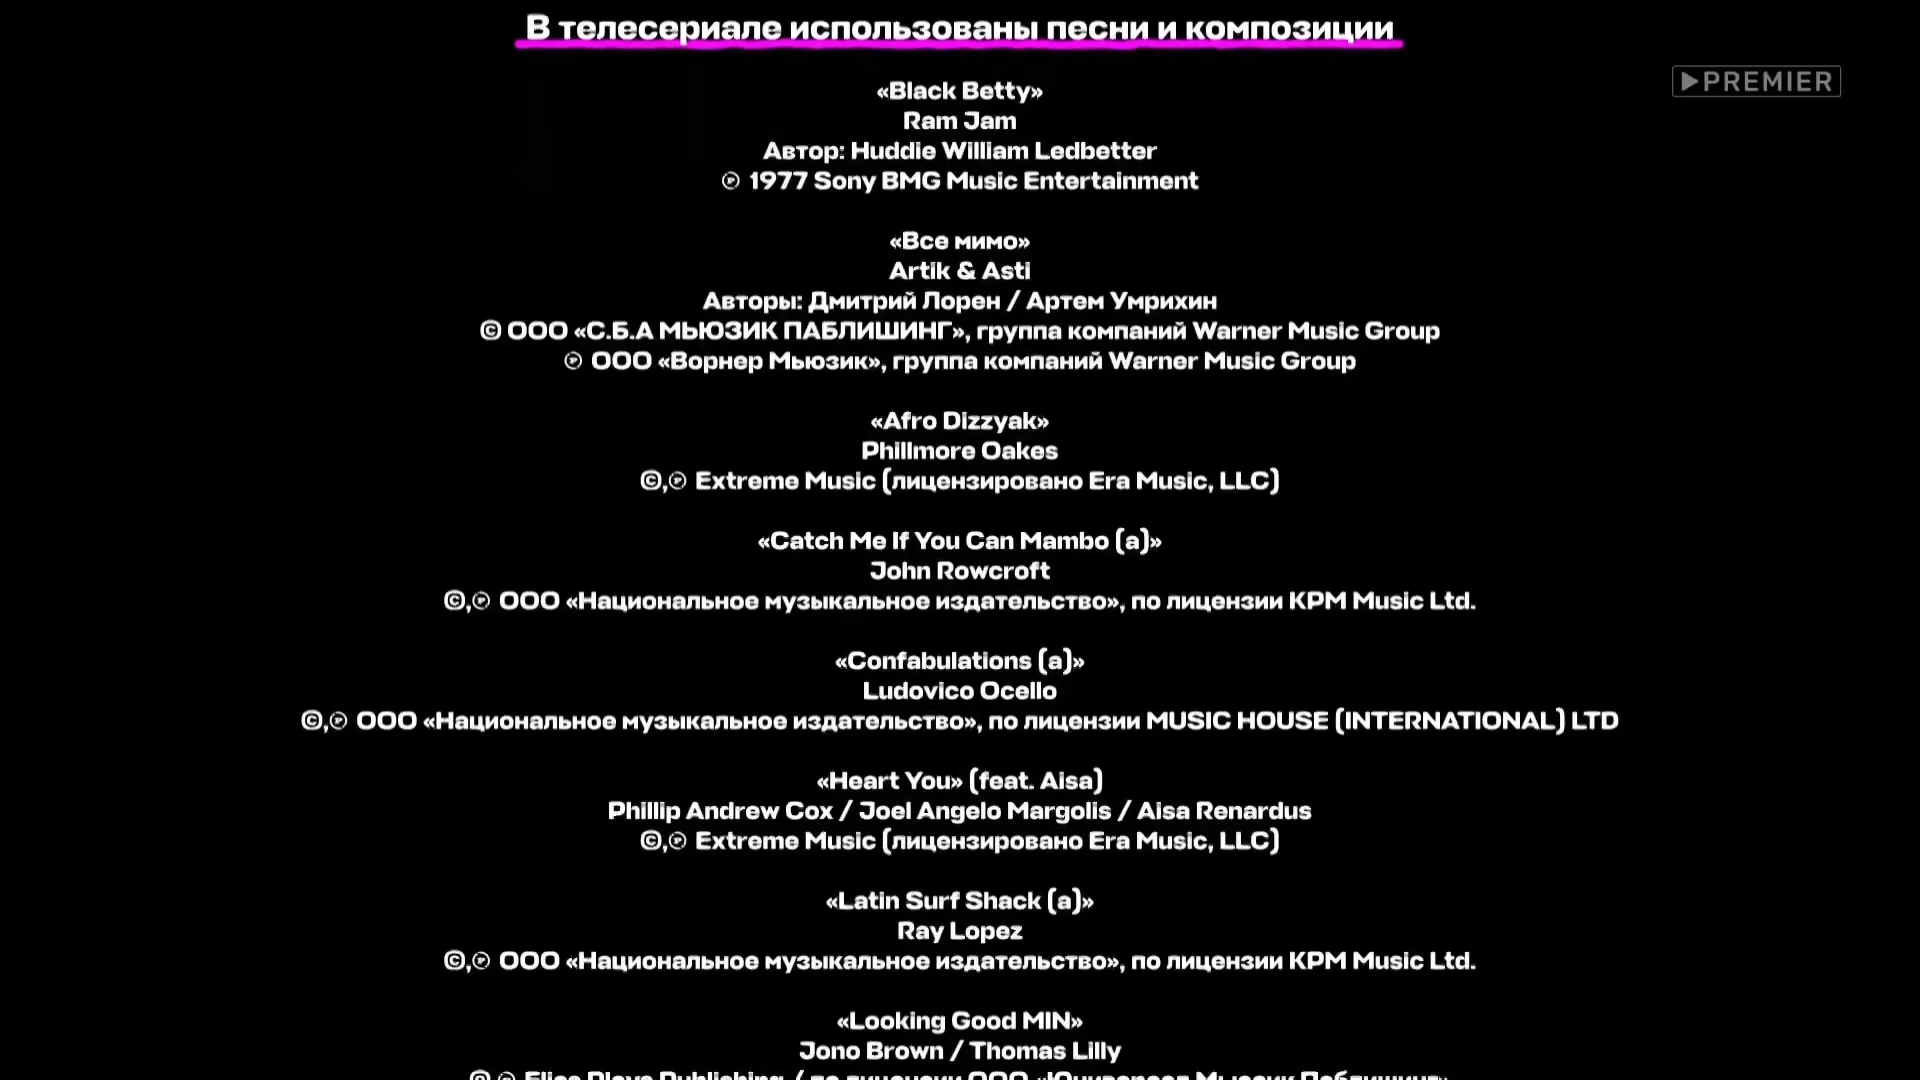 В телесериале использованы песни и композиции
▶PREMIER
«Black Betty»
Ram Jam
Автор: Huddie William Ledbetter
℗ 1977 Sony BMG Music Entertainment
«Все мимо»
Artik & Asti
Авторы: Дмитрий Лорен / Артем Умрихин
© ООО «С.Б.А МЬЮЗИК ПАБЛИШИНГ», группа компаний Warner Music Group
℗ ООО «Ворнер Мьюзик», группа компаний Warner Music Group
«Afro Dizzyak»
Phillmore Oakes
©,℗ Extreme Music (лицензировано Era Music, LLC)
«Catch Me If You Can Mambo (a)»
John Rowcroft
©,℗ ООО «Национальное музыкальное издательство», по лицензии KPM Music Ltd.
«Confabulations (a)»
Ludovico Ocello
©,℗ ООО «Национальное музыкальное издательство», по лицензии MUSIC HOUSE (INTERNATIONAL) LTD
«Heart You» (feat. Aisa)
Phillip Andrew Cox / Joel Angelo Margolis / Aisa Renardus
©,℗ Extreme Music (лицензировано Era Music, LLC)
«Latin Surf Shack (a)»
Ray Lopez
©,℗ ООО «Национальное музыкальное издательство», по лицензии KPM Music Ltd.
«Looking Good MIN»
Jono Brown / Thomas Lilly